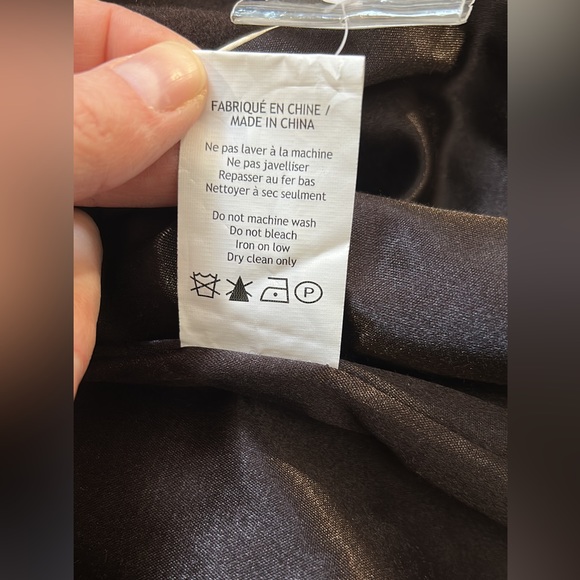 FABRIQUÉ EN CHINE /
MADE IN CHINA
Ne pas laver à la machine
Ne pas javelliser
Repasser au fer bas
Nettoyer à sec seulment
Do not machine wash
Do not bleach
Iron on low
Dry clean only
P